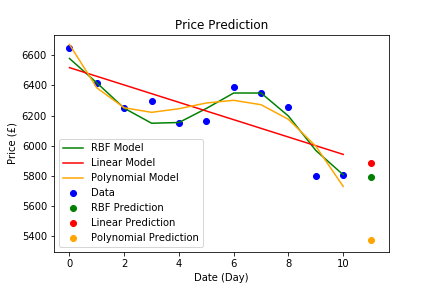 Price Prediction
Price (£)
6600
6400
6200
6000
5800
5600
5400
RBF Model
Linear Model
Polynomial Model
Data
RBF Prediction
Linear Prediction
Polynomial Prediction
0 2 4 6 8 10
Date (Day)